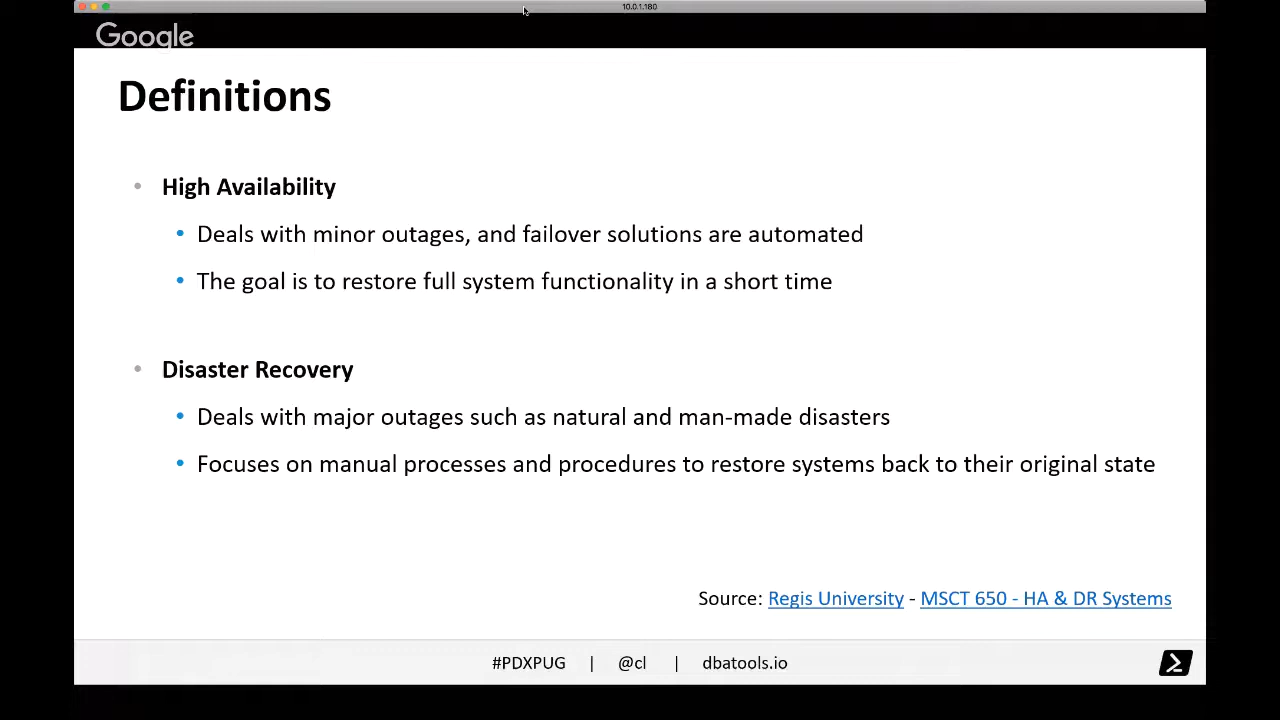 10.0.1.180
Google
Definitions
• High Availability
• Deals with minor outages, and failover solutions are automated
• The goal is to restore full system functionality in a short time
• Disaster Recovery
• Deals with major outages such as natural and man-made disasters
• Focuses on manual processes and procedures to restore systems back to their original state
Source: Regis University - MSCT 650 - HA & DR Systems
#PDXPUG | @cl | dbatools.io